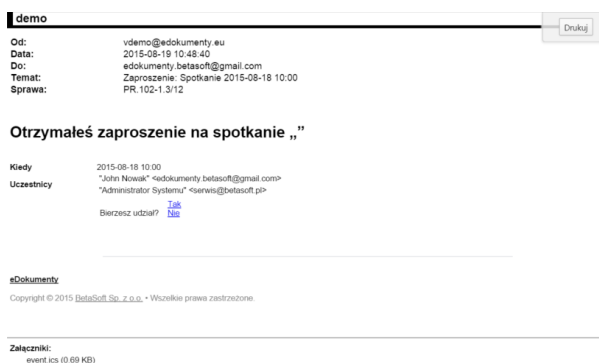 demo
Drukuj
Od: vdemo@edokumenty.eu
Data: 2015-08-19 10:48:40
Do: edokumenty.betasoft@gmail.com
Temat: Zaproszenie: Spotkanie 2015-08-18 10:00
Sprawa: PR.102-1.3/12
Otrzymałeś zaproszenie na spotkanie „”
Kiedy 2015-08-18 10:00
Uczestnicy "John Nowak" <edokumenty.betasoft@gmail.com>
"Administrator Systemu" <serwis@betasoft.pl>
Tak
Bierzesz udział? Nie
eDokumenty
Copyright © 2015 BetaSoft Sp. z o.o. • Wszelkie prawa zastrzeżone.
Załączniki:
event.ics (0.69 KB)